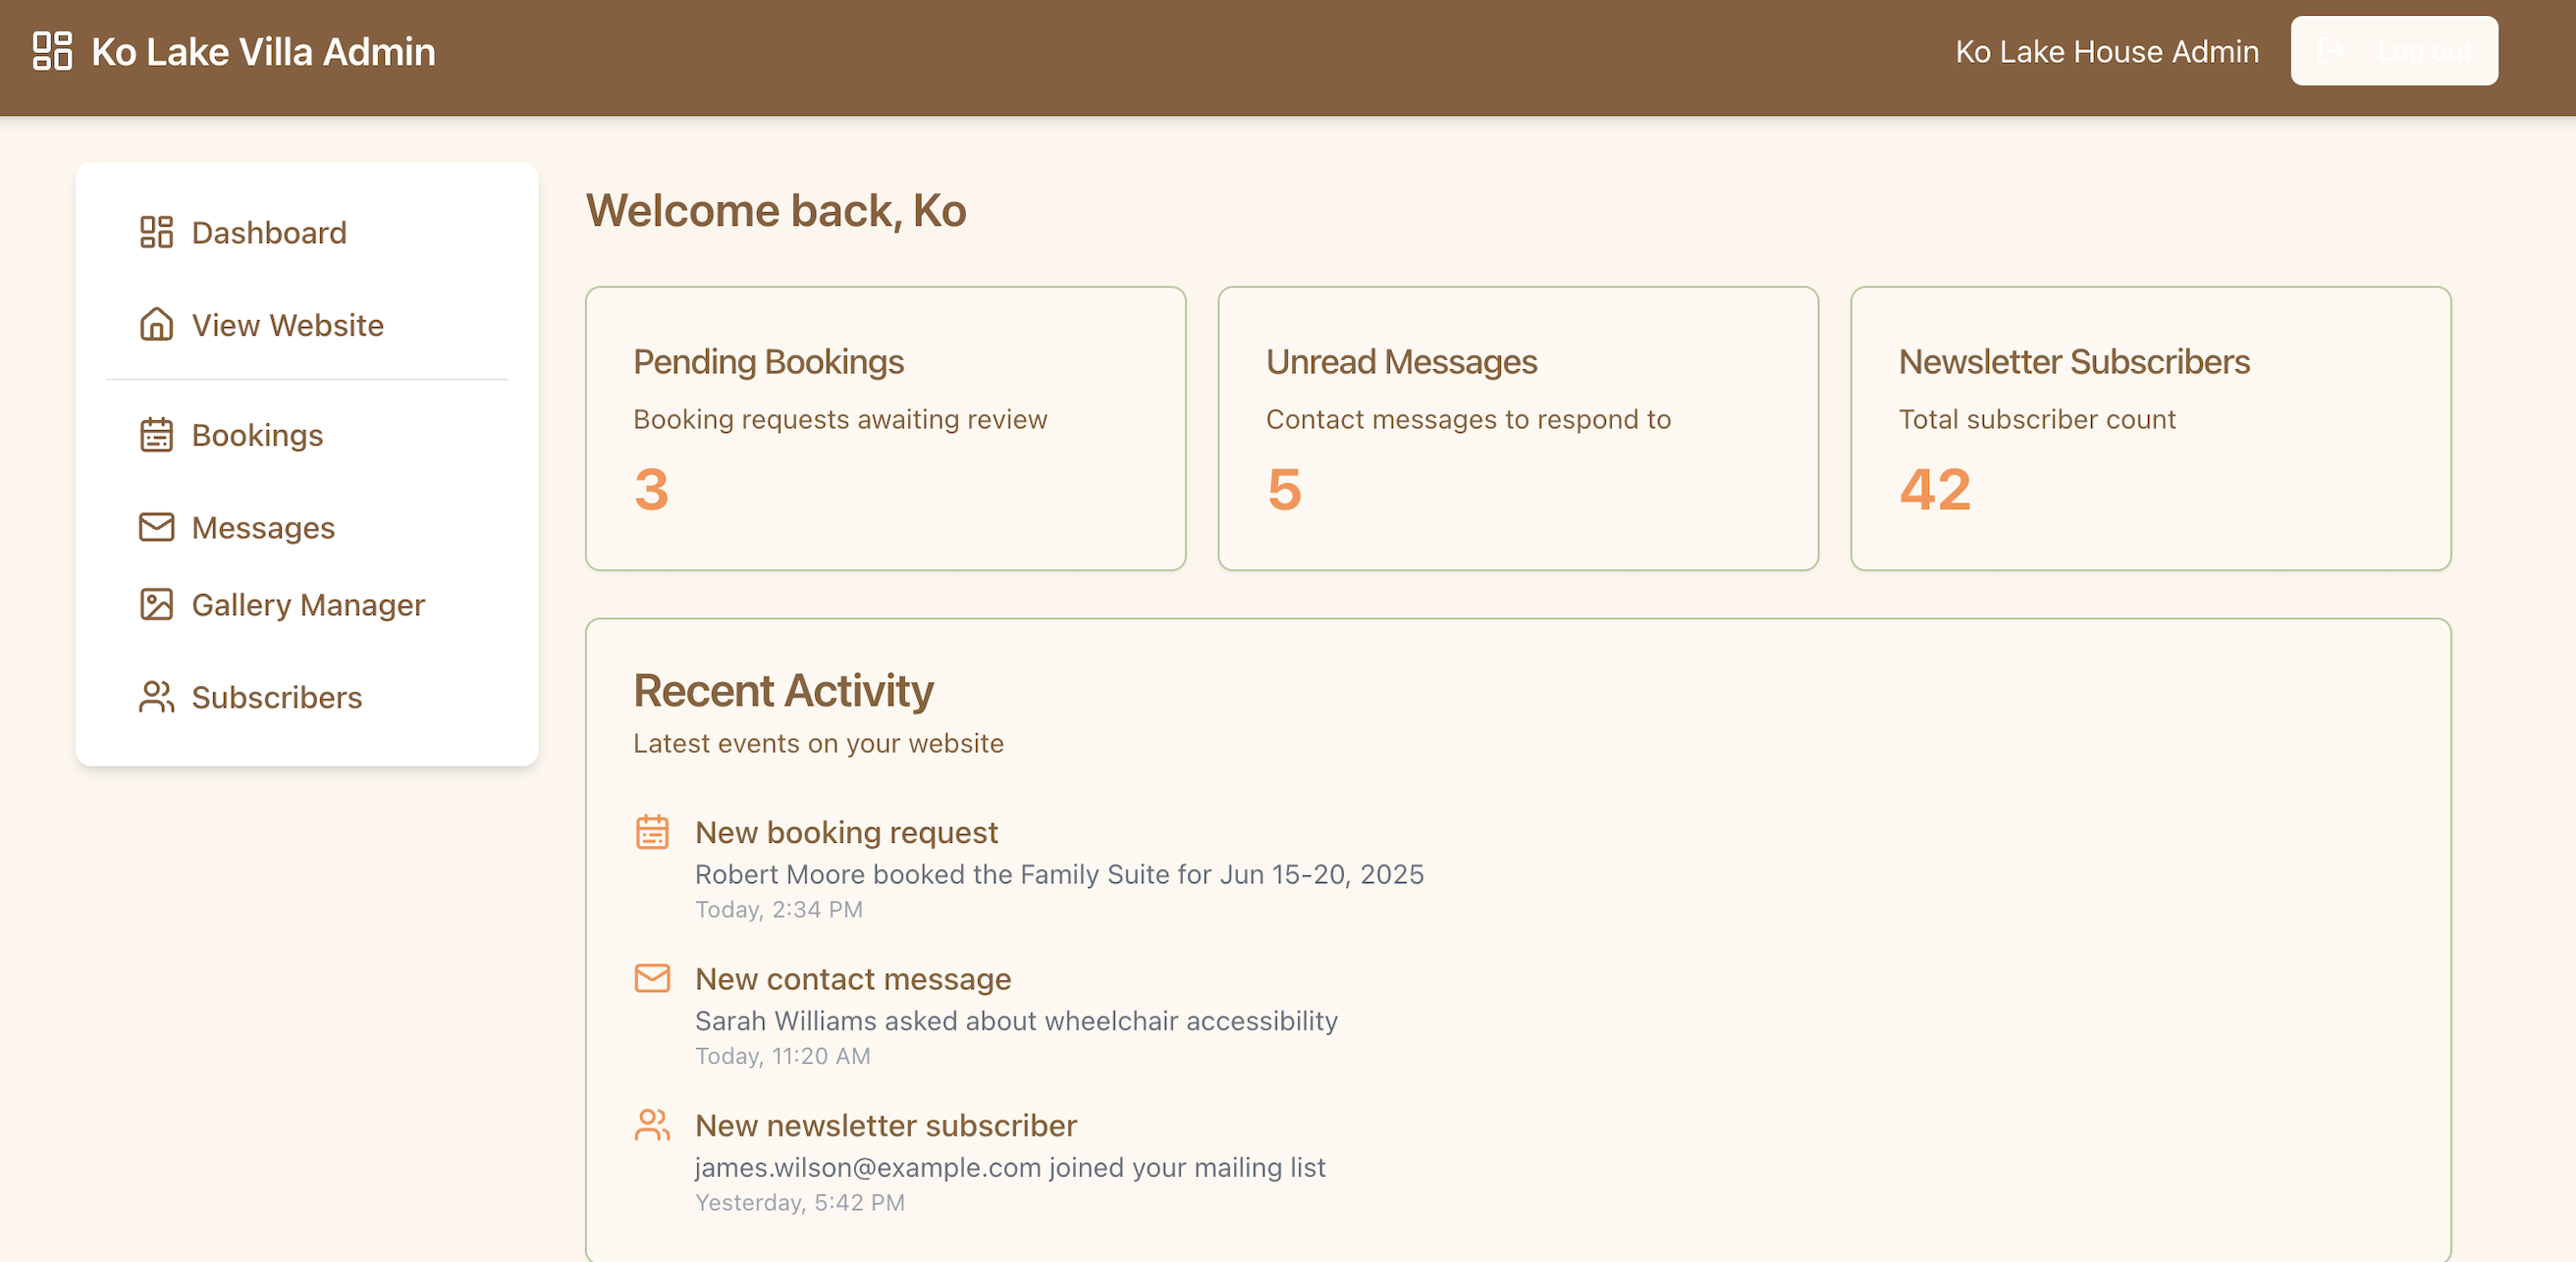 Ko Lake Villa Admin
Ko Lake House Admin
Log out
Dashboard
View Website
Bookings
Messages
Gallery Manager
Subscribers
Welcome back, Ko
Pending Bookings
Booking requests awaiting review
3
Unread Messages
Contact messages to respond to
5
Newsletter Subscribers
Total subscriber count
42
Recent Activity
Latest events on your website
New booking request
Robert Moore booked the Family Suite for Jun 15-20, 2025
Today, 2:34 PM
New contact message
Sarah Williams asked about wheelchair accessibility
Today, 11:20 AM
New newsletter subscriber
james.wilson@example.com joined your mailing list
Yesterday, 5:42 PM